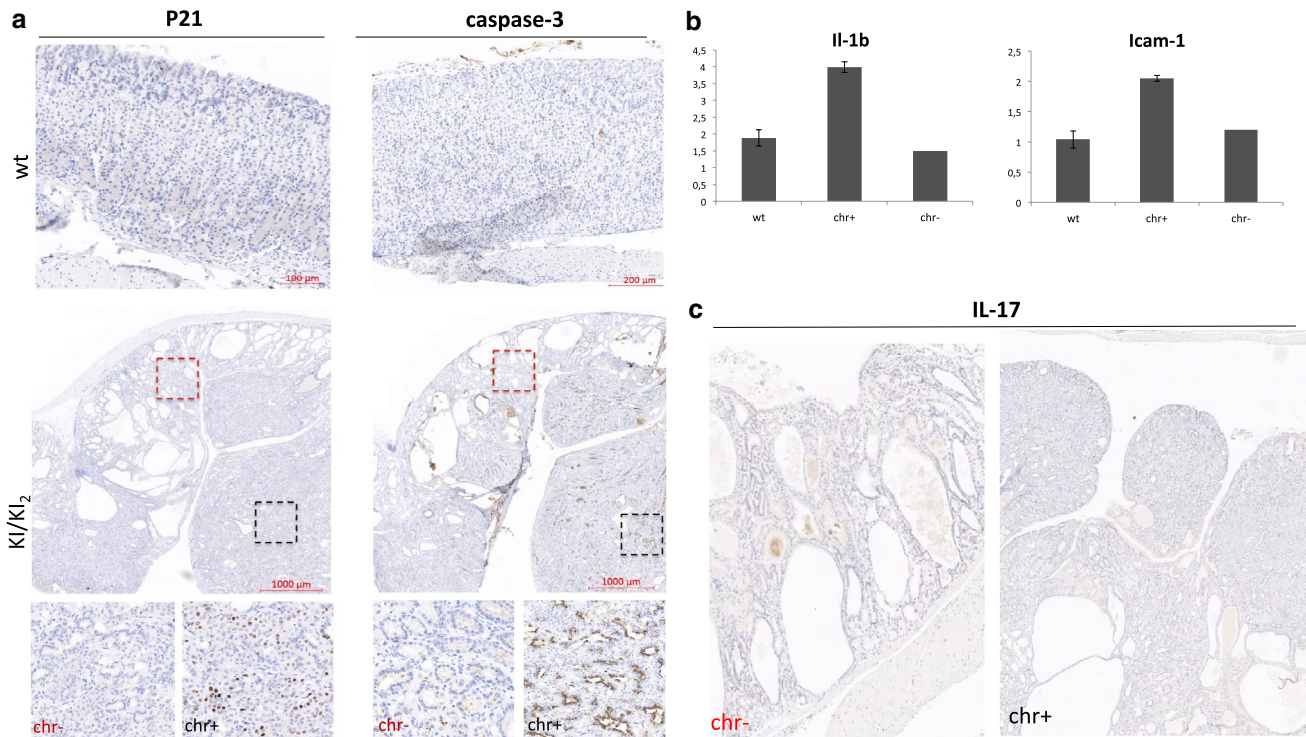 a
P21
caspase-3
wt
100 µm
200 µm
KI/KI2
1000 µm
1000 µm
chr-
chr+
chr-
chr+
b
Il-1b
4,5
4
3,5
3
2,5
2
1,5
1
0,5
0
wt
chr+
chr-
Icam-1
2,5
2
1,5
1
0,5
0
wt
chr+
chr-
c
IL-17
chr-
chr+